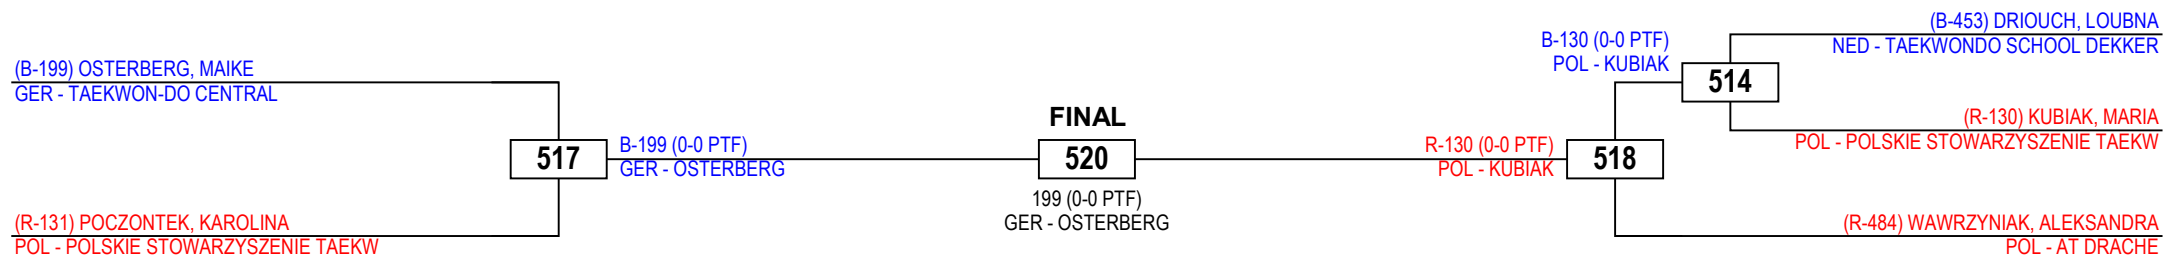 (B-199) OSTERBERG, MAIKE
GER - TAEKWON-DO CENTRAL
(R-131) POCZONTEK, KAROLINA
POL - POLSKIE STOWARZYSZENIE TAEKW
517
B-199 (0-0 PTF)
GER - OSTERBERG
FINAL
520
199 (0-0 PTF)
GER - OSTERBERG
R-130 (0-0 PTF)
POL - KUBIAK
518
B-130 (0-0 PTF)
POL - KUBIAK
514
(B-453) DRIOUCH, LOUBNA
NED - TAEKWONDO SCHOOL DEKKER
(R-130) KUBIAK, MARIA
POL - POLSKIE STOWARZYSZENIE TAEKW
(R-484) WAWRZYNIAK, ALEKSANDRA
POL - AT DRACHE